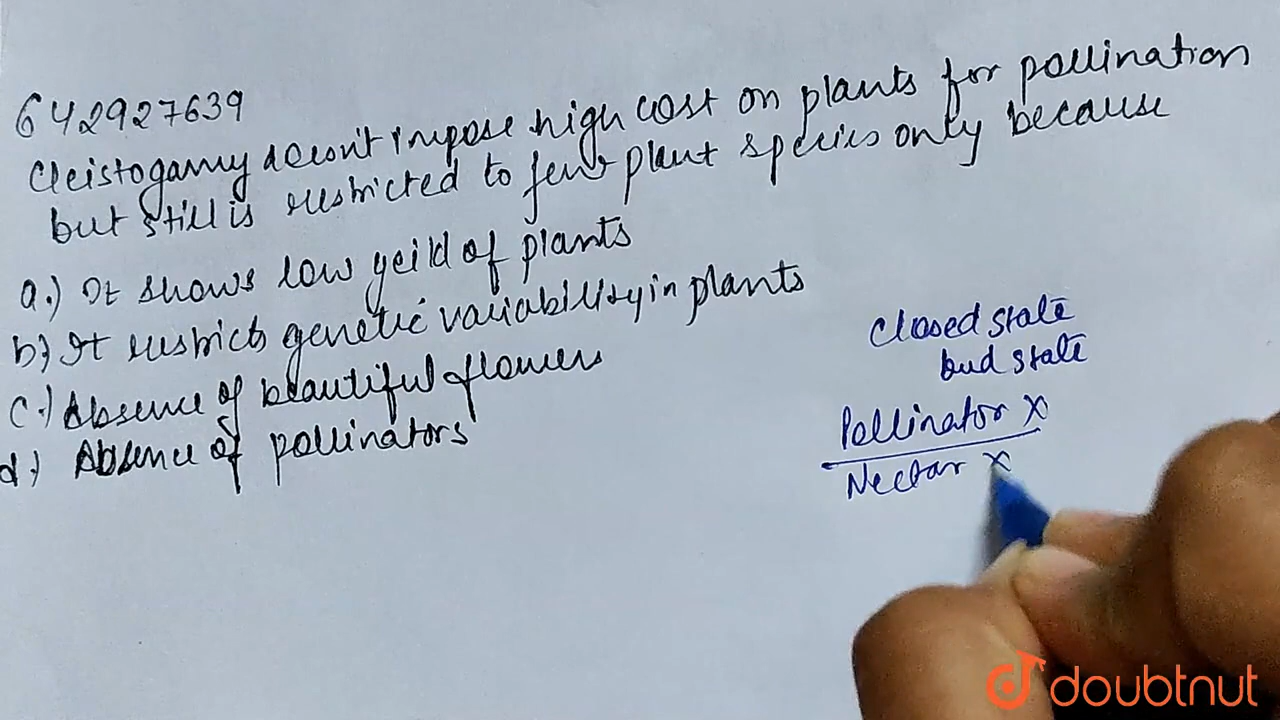 642927639
Cleistogamy doesn't impose high cost on plants for pollination
but still is restricted to few plant species only because
a.) It shows low yeild of plants
b) It restricts genetic variability in plants
c.) Absence of beautiful flowers
d.) Absence of pollinators
closed state
bud state
Pollinator x
Nectar x
doubtnut